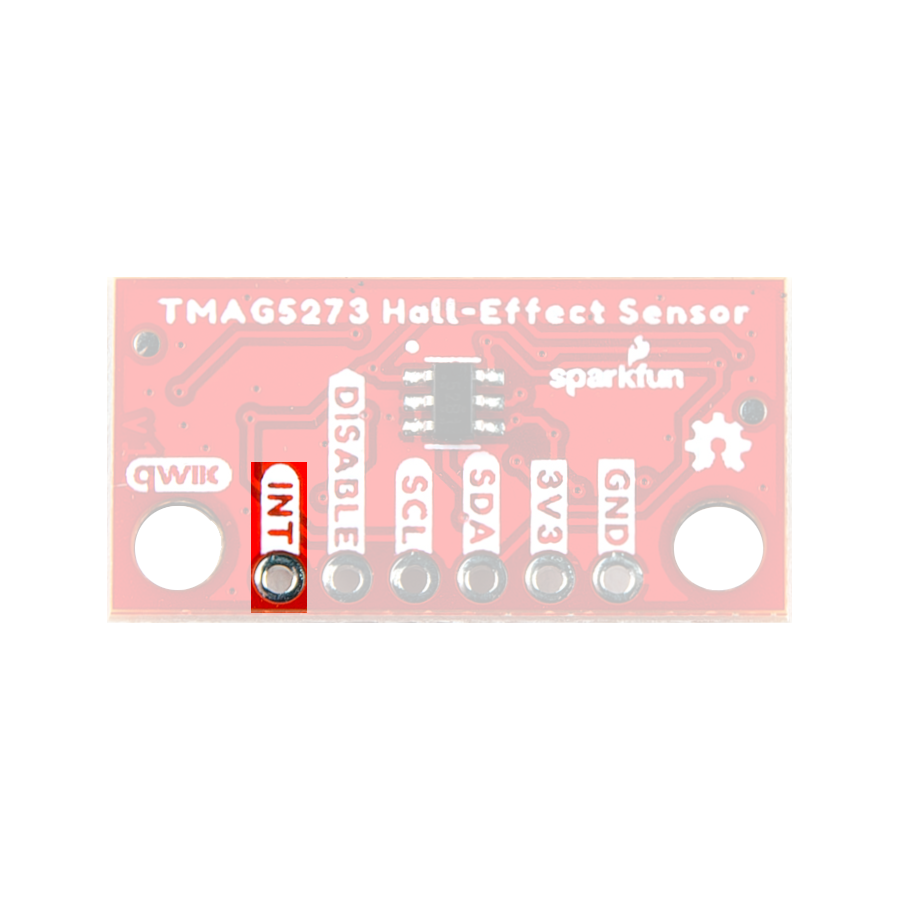 TMAG5273 Hall-Effect Sensor
sparkfun
qwiic
INT
DISABLE
SCL
SDA
3V3
GND